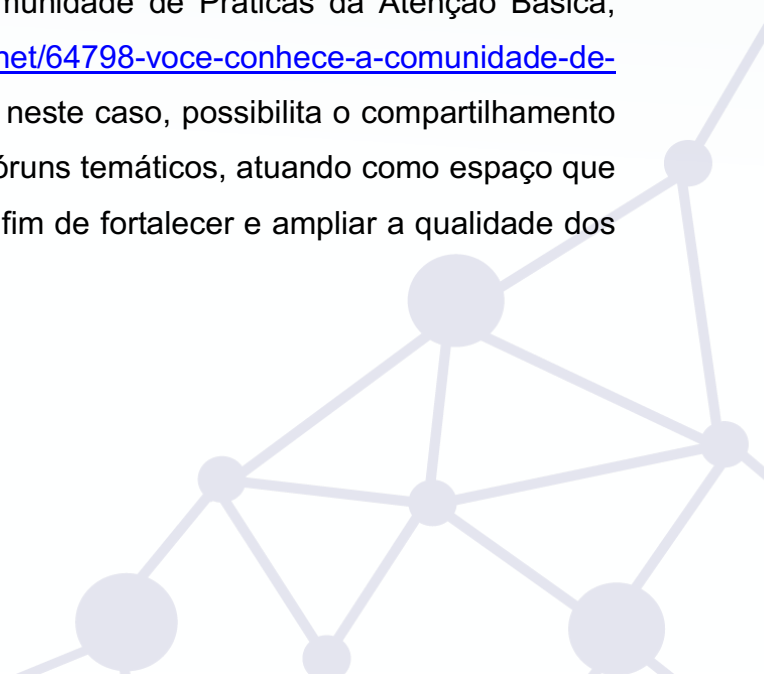 munidade de Práticas da Atenção Básica,
net/64798-voce-conhece-a-comunidade-de-
neste caso, possibilita o compartilhamento
óruns temáticos, atuando como espaço que
fim de fortalecer e ampliar a qualidade dos